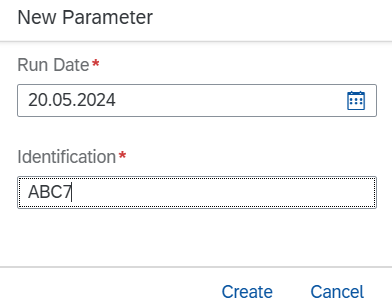 New Parameter
Run Date*
20.05.2024
Identification*
ABC7
Create Cancel